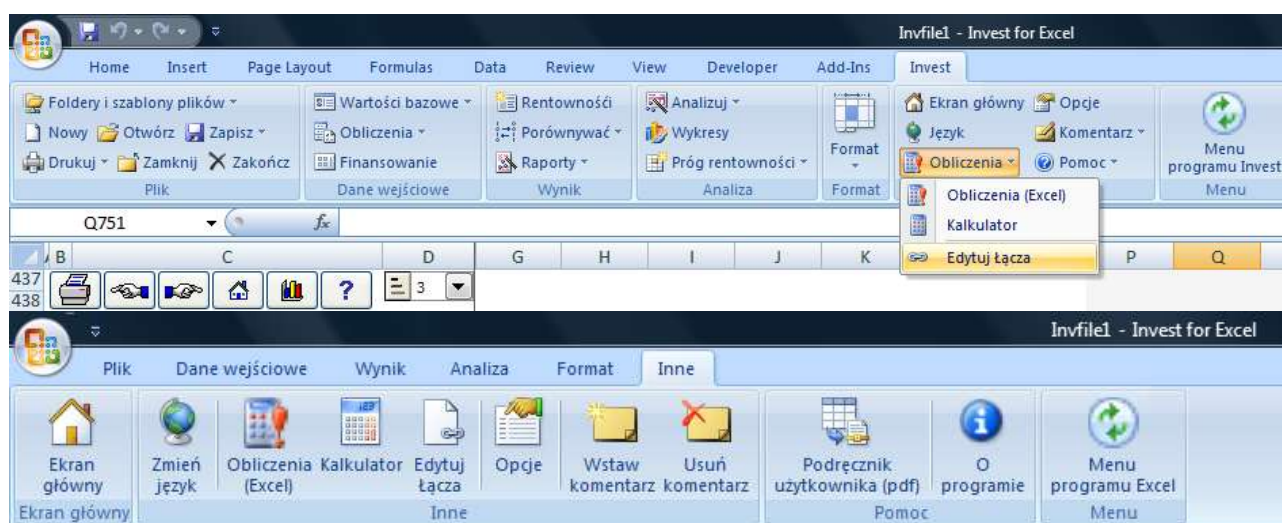 Invfile1 - Invest for Excel
Home Insert Page Layout Formulas Data Review View Developer Add-Ins Invest
Foldery i szablony plików Wartości bazowe Rentownośći Analizuj Ekran główny Opcje
Nowy Otwórz Zapisz Obliczenia Porównywać Wykresy Format Język Komentarz Menu programu Invest
Drukuj Zamknij Zakończ Finansowanie Raporty Próg rentowności Obliczenia Pomoc
Plik Dane wejściowe Wynik Analiza Format Menu
Obliczenia (Excel)
Kalkulator
Edytuj Łącza
Q751 fx
B C D G H I J K P Q
437
438 ? 3
Invfile1 - Invest for Excel
Plik Dane wejściowe Wynik Analiza Format Inne
Ekran Zmień Obliczenia Kalkulator Edytuj Opcje Wstaw Usuń Podręcznik O Menu
główny język (Excel) Łącza komentarz komentarz użytkownika (pdf) programie programu Excel
Ekran główny Inne Pomoc Menu